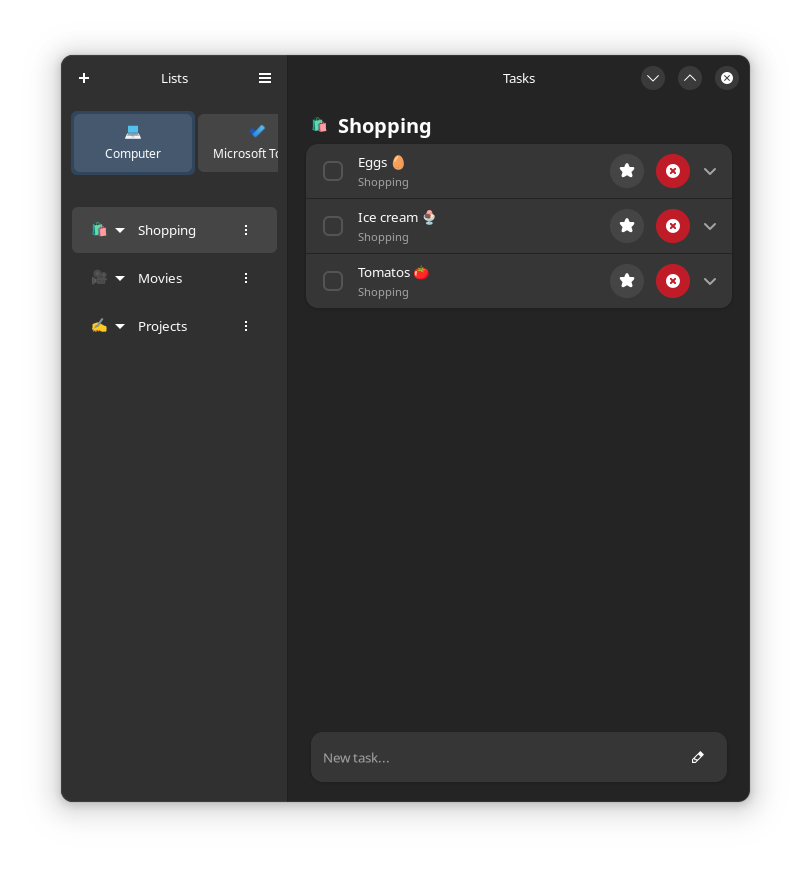 Lists
Tasks
Computer
Microsoft To
Shopping
Movies
Projects
Shopping
Eggs 🥚
Shopping
Ice cream 🍨
Shopping
Tomatos 🍅
Shopping
New task...